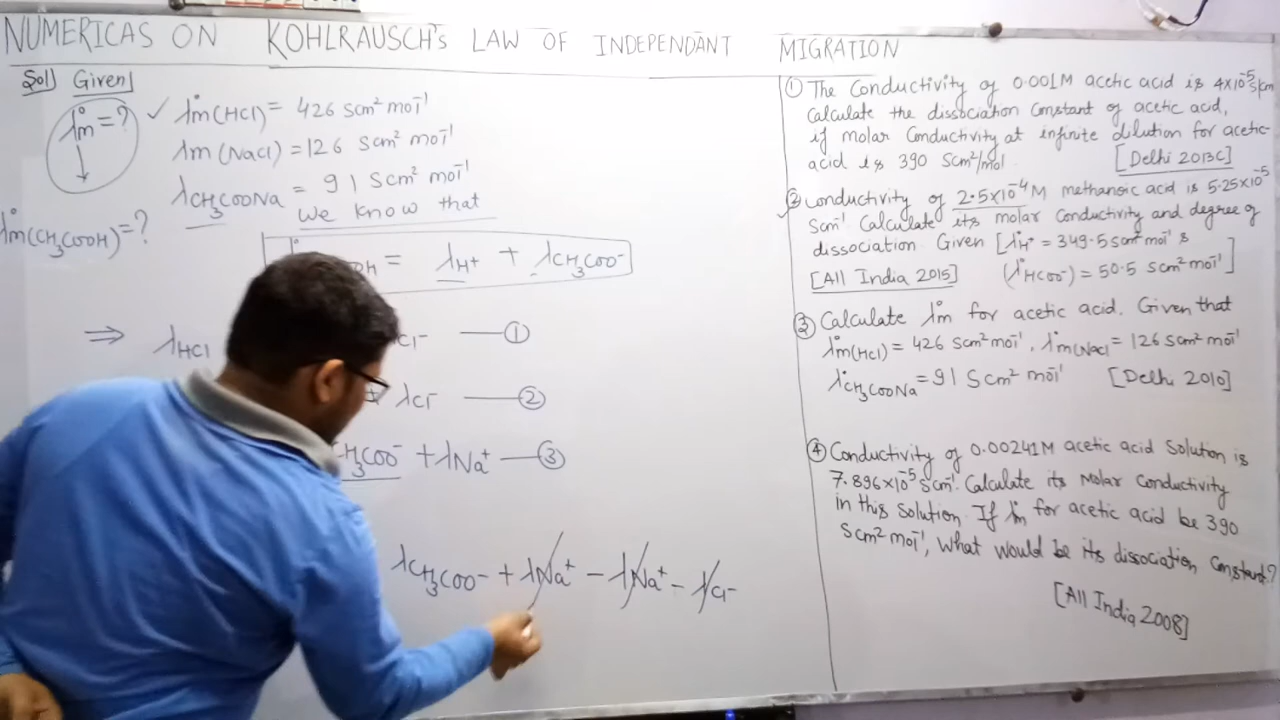 NUMERICAS ON KOHLRAUSCH's LAW OF INDEPENDANT MIGRATION
Sol) Given
λ°m = ?
✓ λ°m(HCl) = 426 Scm² mol⁻¹
λm(NaCl) = 126 Scm² mol⁻¹
λCH₃COONa = 91 Scm² mol⁻¹
We know that
λ°m(CH₃COOH) = ?
OH = λH⁺ + λCH₃COO⁻
⇒ λHCl
Cl⁻ — ①
λCl⁻ — ②
CH₃COO⁻ + λNa⁺ — ③
λCH₃COO⁻ + λNa⁺ − λNa⁺ − λCl⁻
① The Conductivity of 0.001M acetic acid is 4×10⁻⁵ S/cm
Calculate the dissociation Constant of acetic acid,
if molar Conductivity at infinite dilution for acetic-
acid is 390 Scm²/mol. [Delhi 2013C]
② Conductivity of 2.5×10⁻⁴M methanoic acid is 5.25×10⁻⁵
Scm⁻¹ Calculate its molar Conductivity and degree of
dissociation Given [λ°H⁺ = 349.5 Scm² mol⁻¹ &
[All India 2015] (λ°HCOO⁻) = 50.5 Scm² mol⁻¹]
③ Calculate λ°m for acetic acid. Given that
λ°m(HCl) = 426 Scm² mol⁻¹, λ°m(NaCl) = 126 Scm² mol⁻¹
λ°CH₃COONa = 91 Scm² mol⁻¹ [Delhi 2010]
④ Conductivity of 0.00241M acetic acid Solution is
7.896×10⁻⁵ Scm⁻¹. Calculate its Molar Conductivity
in this Solution. If λ°m for acetic acid be 390
Scm² mol⁻¹, What would be its dissociation Constant?
[All India 2008]